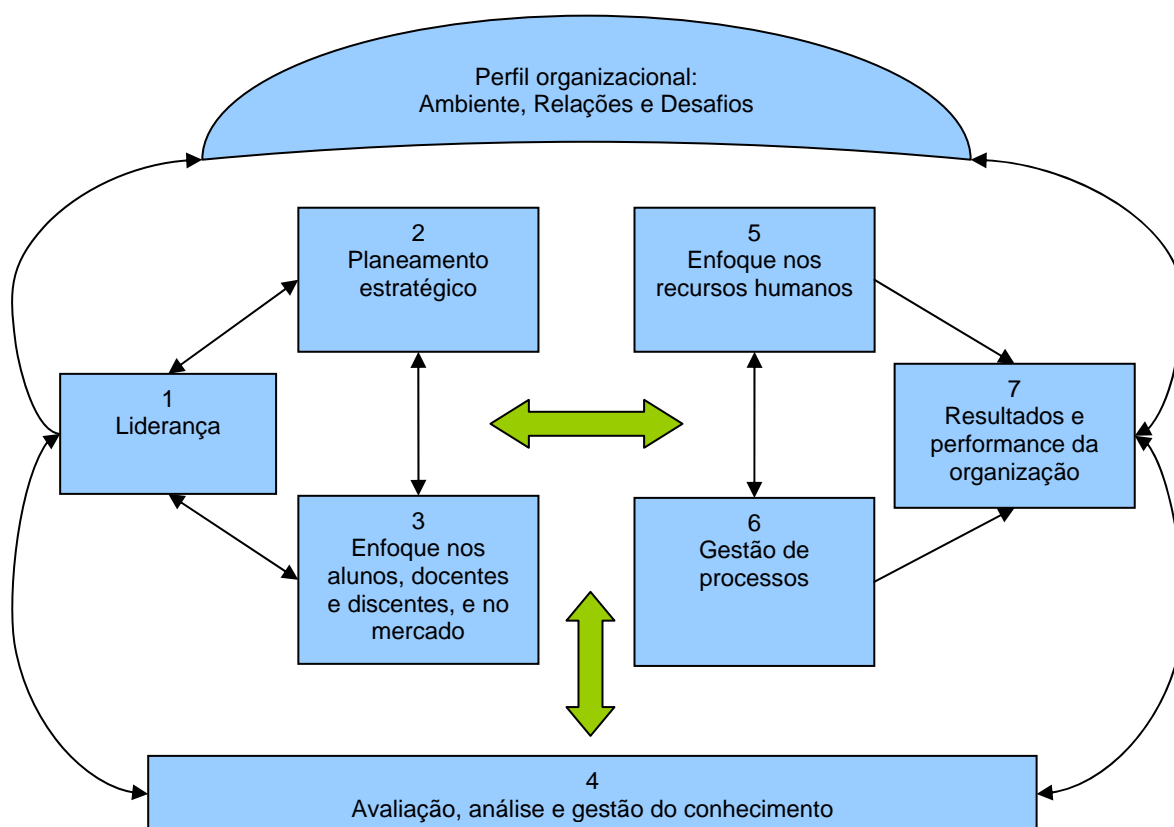 Perfil organizacional:
Ambiente, Relações e Desafios
2
Planeamento
estratégico
5
Enfoque nos
recursos humanos
1
Liderança
7
Resultados e
performance da
organização
3
Enfoque nos
alunos, docentes
e discentes, e no
mercado
6
Gestão de
processos
4
Avaliação, análise e gestão do conhecimento